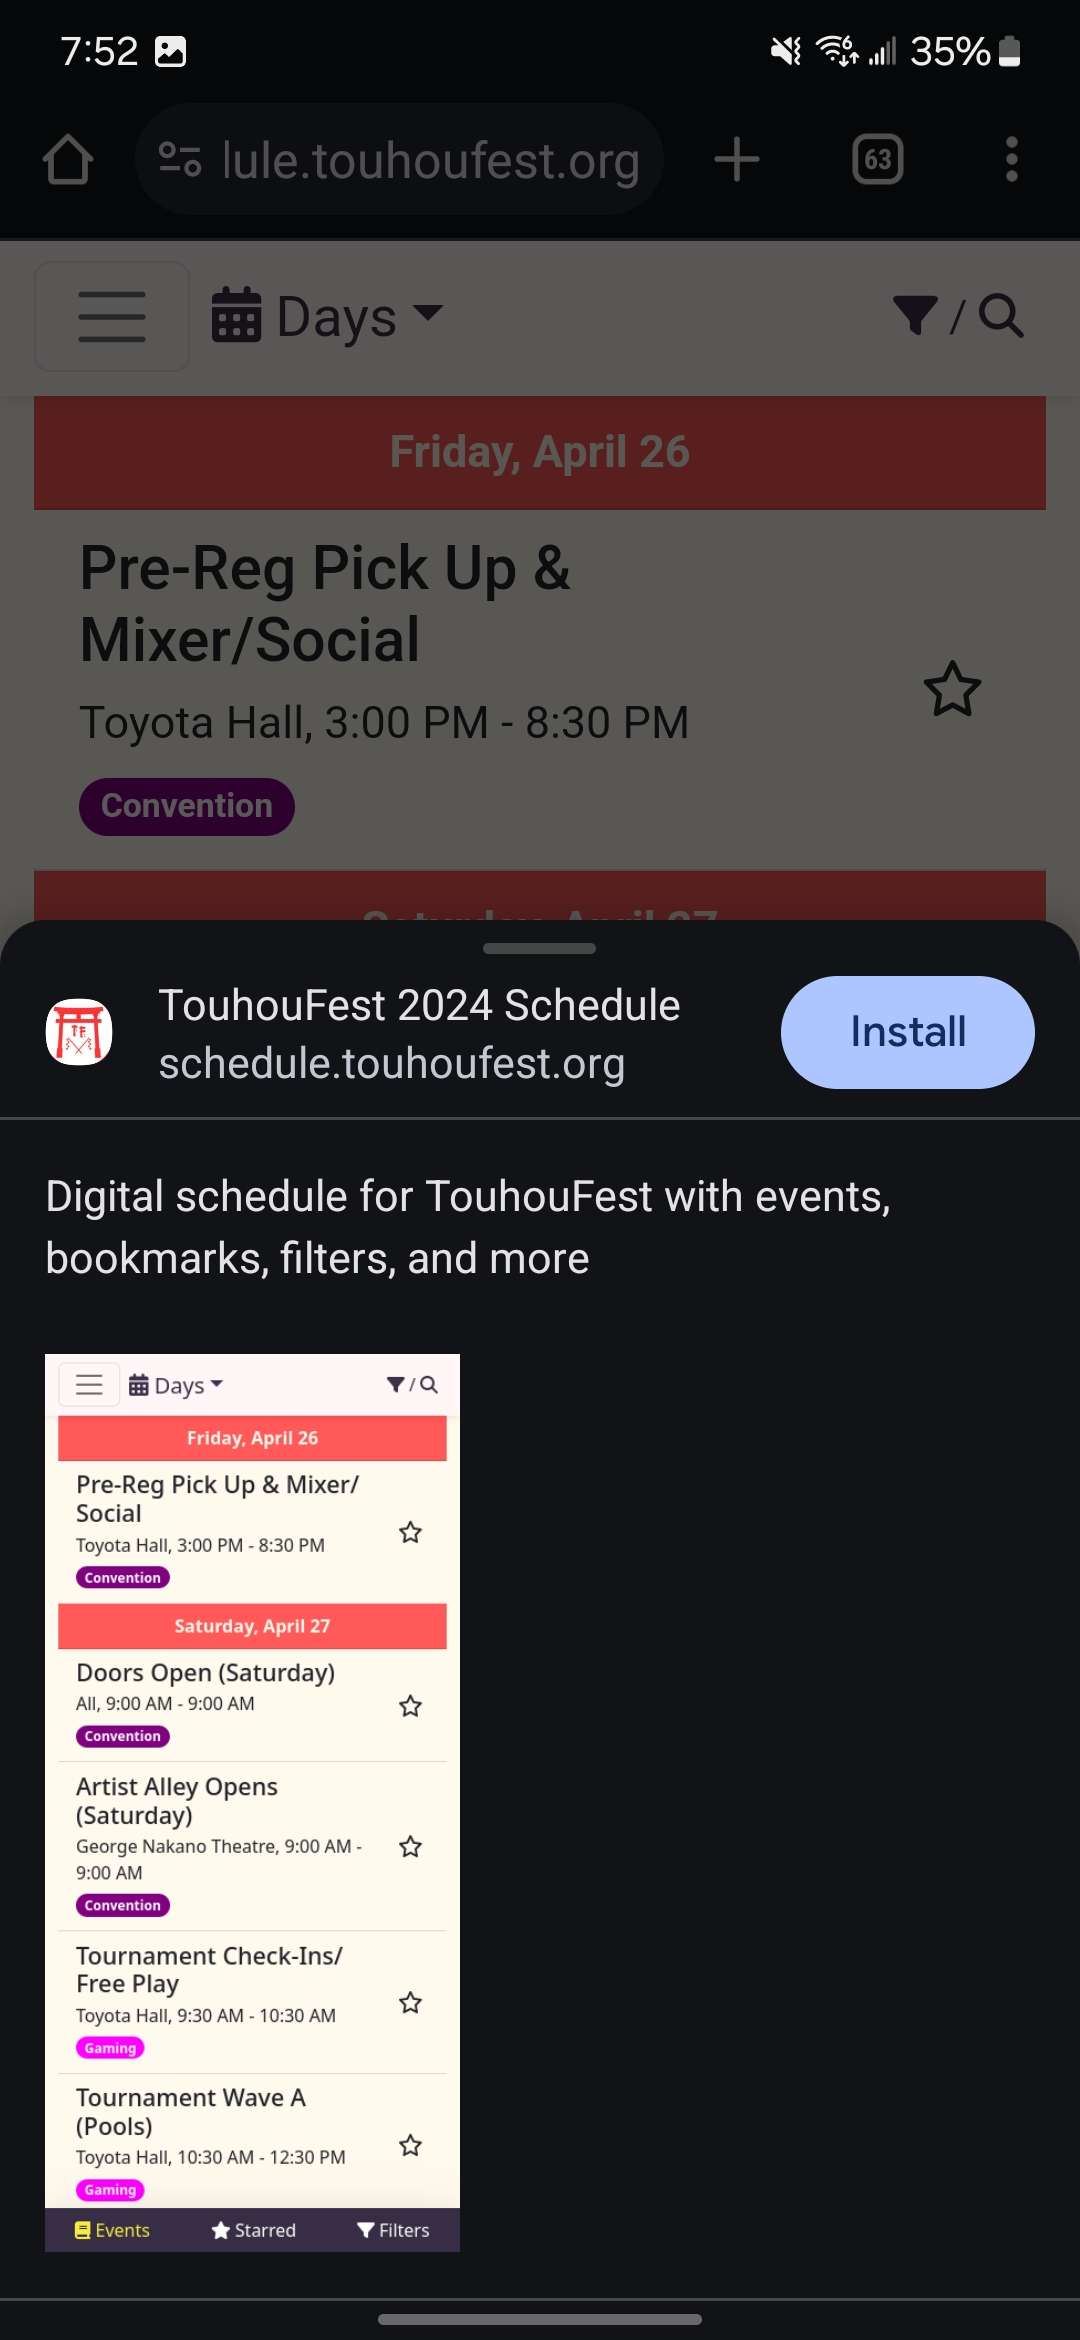 7:52
6
35%
lule.touhoufest.org
63
Days
/
Friday, April 26
Pre-Reg Pick Up &
Mixer/Social
Toyota Hall, 3:00 PM - 8:30 PM
Convention
Saturday, April 27
TF
TouhouFest 2024 Schedule
schedule.touhoufest.org
Install
Digital schedule for TouhouFest with events,
bookmarks, filters, and more
Days
/
Friday, April 26
Pre-Reg Pick Up & Mixer/
Social
Toyota Hall, 3:00 PM - 8:30 PM
Convention
Saturday, April 27
Doors Open (Saturday)
All, 9:00 AM - 9:00 AM
Convention
Artist Alley Opens
(Saturday)
George Nakano Theatre, 9:00 AM -
9:00 AM
Convention
Tournament Check-Ins/
Free Play
Toyota Hall, 9:30 AM - 10:30 AM
Gaming
Tournament Wave A
(Pools)
Toyota Hall, 10:30 AM - 12:30 PM
Gaming
Events
Starred
Filters